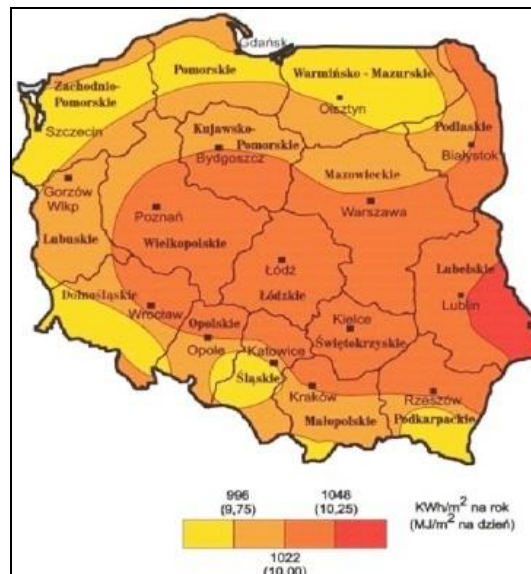 Gdańsk
Zachodnio-
Pomorskie
Pomorskie
Warmińsko - Mazurskie
Olsztyn
Szczecin
Kujawsko-
Pomorskie
Bydgoszcz
Podlaskie
Białystok
Mazowieckie
Gorzów
Wlkp
Poznań
Warszawa
Lubuskie
Wielkopolskie
Łódź
Łódzkie
Lubelskie
Lublin
Dolnośląskie
Wrocław
Opolskie
Opole
Kielce
Świętokrzyskie
Katowice
Śląskie
Kraków
Małopolskie
Rzeszów
Podkarpackie
996 1048
(9,75) (10,25)
KWh/m² na rok
(MJ/m² na dzień)
1022
(10,00)